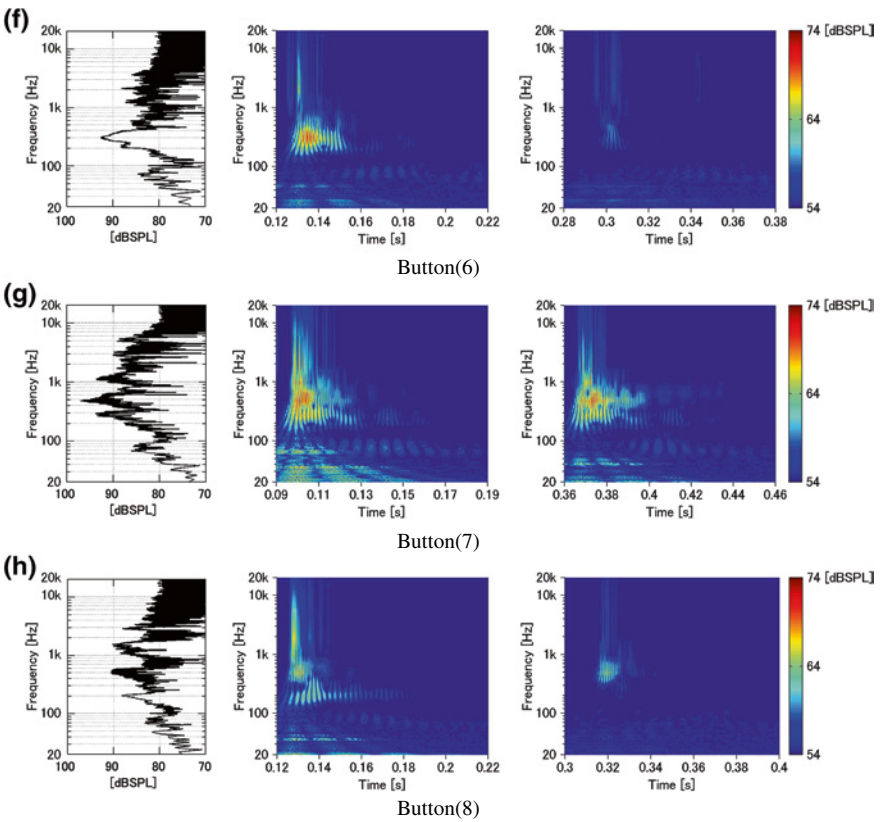 (f)
20k
10k
1k
100
20
Frequency [Hz]
100 90 80 70
[dBSPL]
20k
10k
1k
100
20
Frequency [Hz]
0.12 0.14 0.16 0.18 0.2 0.22
Time [s]
20k
10k
1k
100
20
Frequency [Hz]
0.28 0.3 0.32 0.34 0.36 0.38
Time [s]
74 [dBSPL]
64
54
Button(6)
(g)
20k
10k
1k
100
20
Frequency [Hz]
100 90 80 70
[dBSPL]
20k
10k
1k
100
20
Frequency [Hz]
0.09 0.11 0.13 0.15 0.17 0.19
Time [s]
20k
10k
1k
100
20
Frequency [Hz]
0.36 0.38 0.4 0.42 0.44 0.46
Time [s]
74 [dBSPL]
64
54
Button(7)
(h)
20k
10k
1k
100
20
Frequency [Hz]
100 90 80 70
[dBSPL]
20k
10k
1k
100
20
Frequency [Hz]
0.12 0.14 0.16 0.18 0.2 0.22
Time [s]
20k
10k
1k
100
20
Frequency [Hz]
0.3 0.32 0.34 0.36 0.38 0.4
Time [s]
74 [dBSPL]
64
54
Button(8)